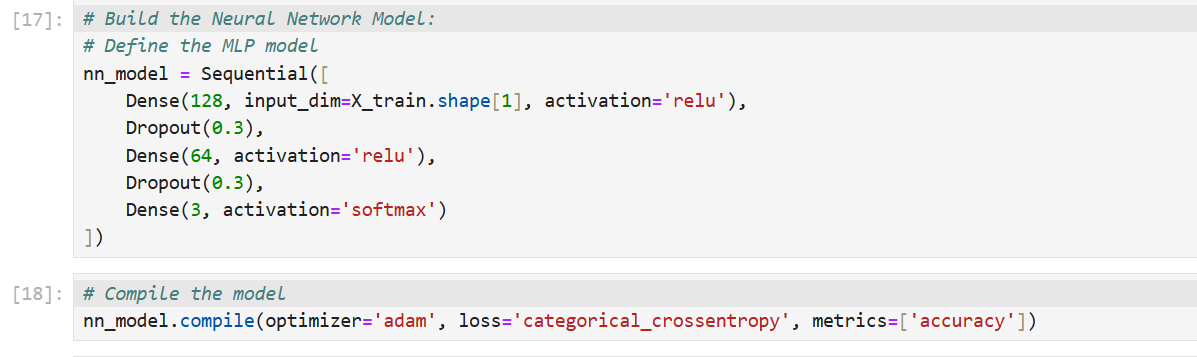 [17]: # Build the Neural Network Model:
# Define the MLP model
nn_model = Sequential([
    Dense(128, input_dim=X_train.shape[1], activation='relu'),
    Dropout(0.3),
    Dense(64, activation='relu'),
    Dropout(0.3),
    Dense(3, activation='softmax')
])
[18]: # Compile the model
nn_model.compile(optimizer='adam', loss='categorical_crossentropy', metrics=['accuracy'])